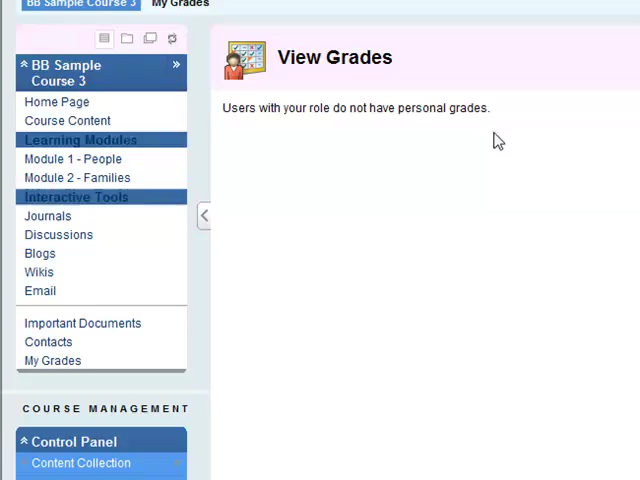 BB Sample Course 3
My Grades
BB Sample
Course 3
Home Page
Course Content
Learning Modules
Module 1 - People
Module 2 - Families
Interactive Tools
Journals
Discussions
Blogs
Wikis
Email
Important Documents
Contacts
My Grades
COURSE MANAGEMENT
Control Panel
Content Collection
View Grades
Users with your role do not have personal grades.